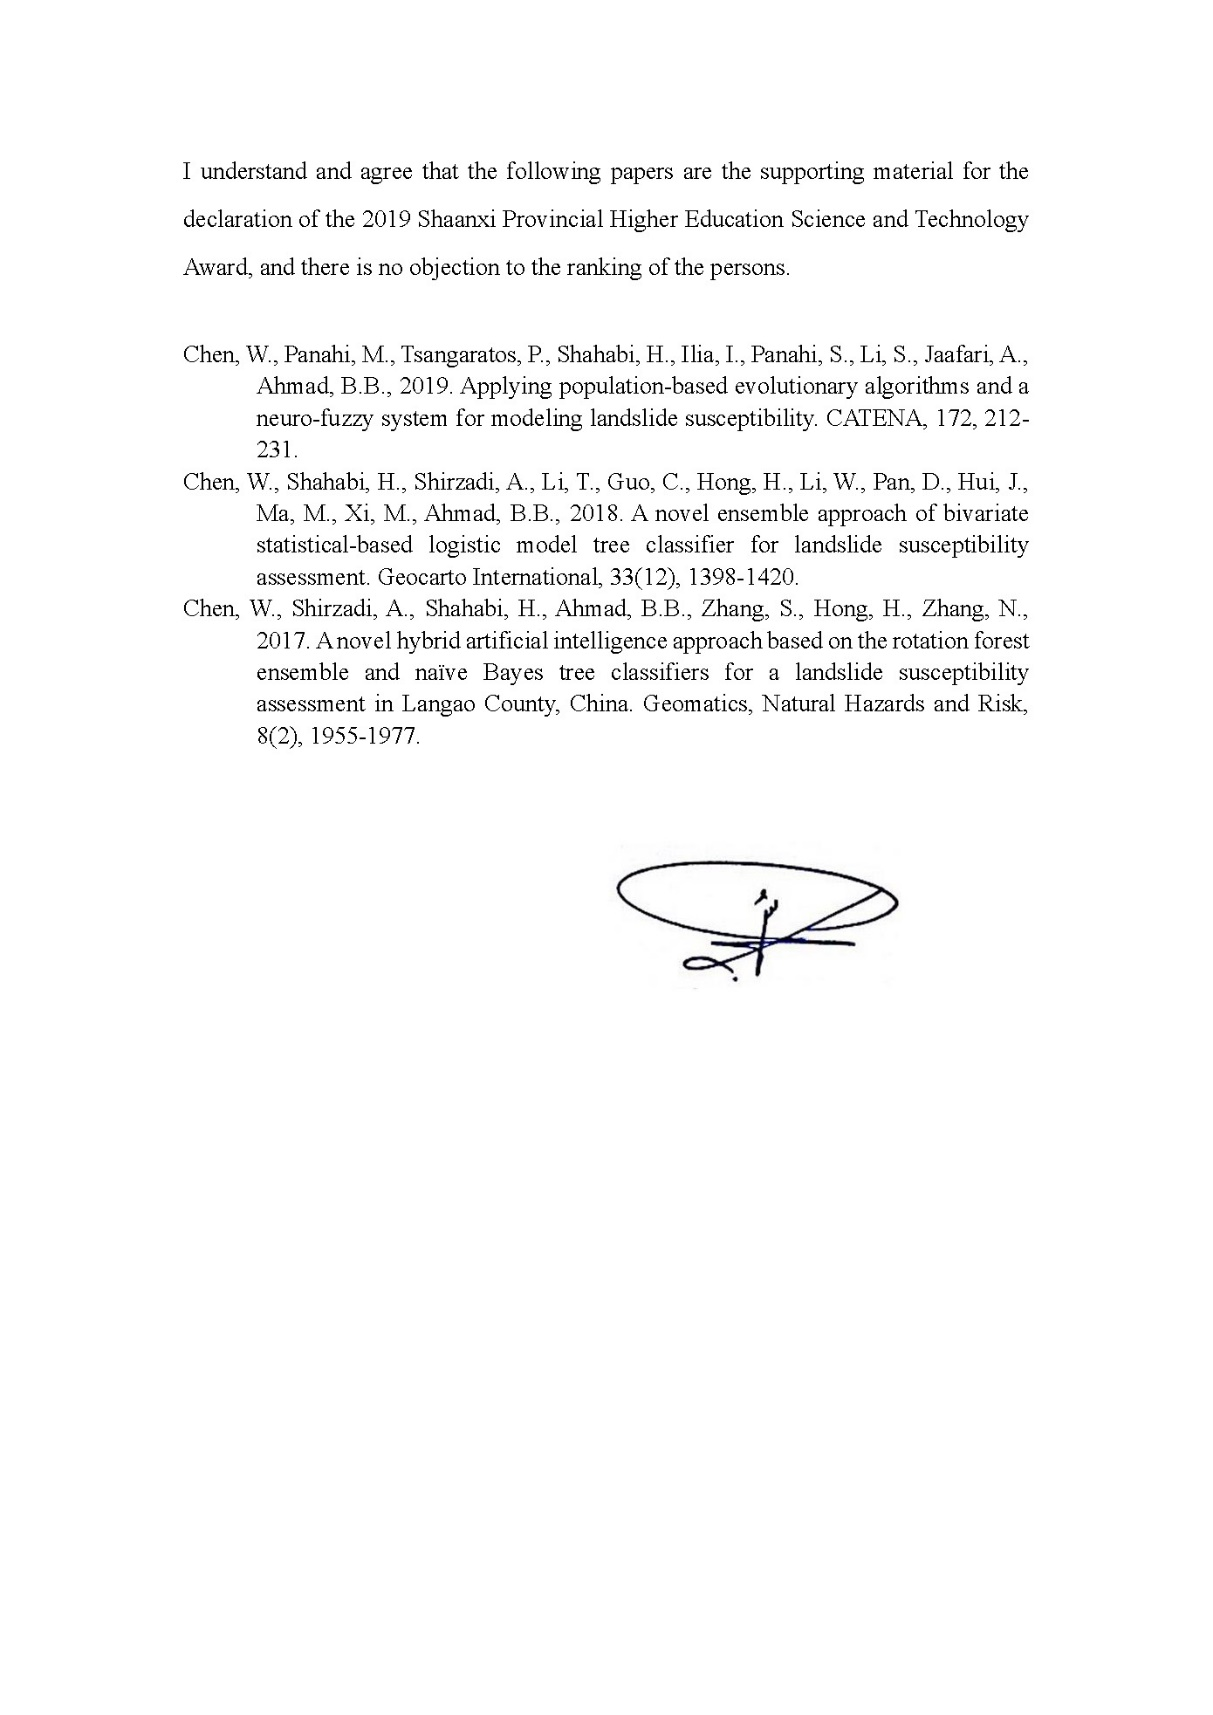 I understand and agree that the following papers are the supporting material for the
declaration of the 2019 Shaanxi Provincial Higher Education Science and Technology
Award, and there is no objection to the ranking of the persons.
Chen, W., Panahi, M., Tsangaratos, P., Shahabi, H., Ilia, I., Panahi, S., Li, S., Jaafari, A.,
Ahmad, B.B., 2019. Applying population-based evolutionary algorithms and a
neuro-fuzzy system for modeling landslide susceptibility. CATENA, 172, 212-
231.
Chen, W., Shahabi, H., Shirzadi, A., Li, T., Guo, C., Hong, H., Li, W., Pan, D., Hui, J.,
Ma, M., Xi, M., Ahmad, B.B., 2018. A novel ensemble approach of bivariate
statistical-based logistic model tree classifier for landslide susceptibility
assessment. Geocarto International, 33(12), 1398-1420.
Chen, W., Shirzadi, A., Shahabi, H., Ahmad, B.B., Zhang, S., Hong, H., Zhang, N.,
2017. A novel hybrid artificial intelligence approach based on the rotation forest
ensemble and naïve Bayes tree classifiers for a landslide susceptibility
assessment in Langao County, China. Geomatics, Natural Hazards and Risk,
8(2), 1955-1977.